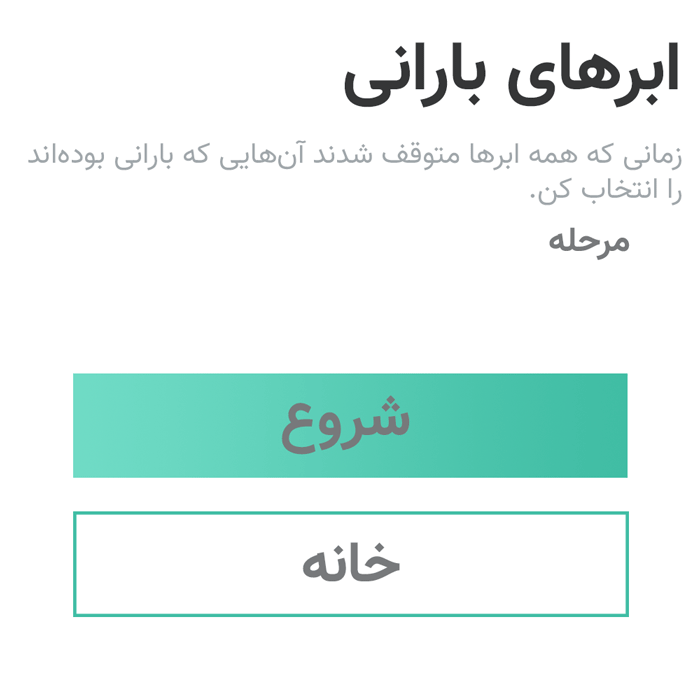 ابرهای بارانی
زمانی که همه ابرها متوقف شدند آن‌هایی که بارانی بوده‌اند
را انتخاب کن.
مرحله
شروع
خانه